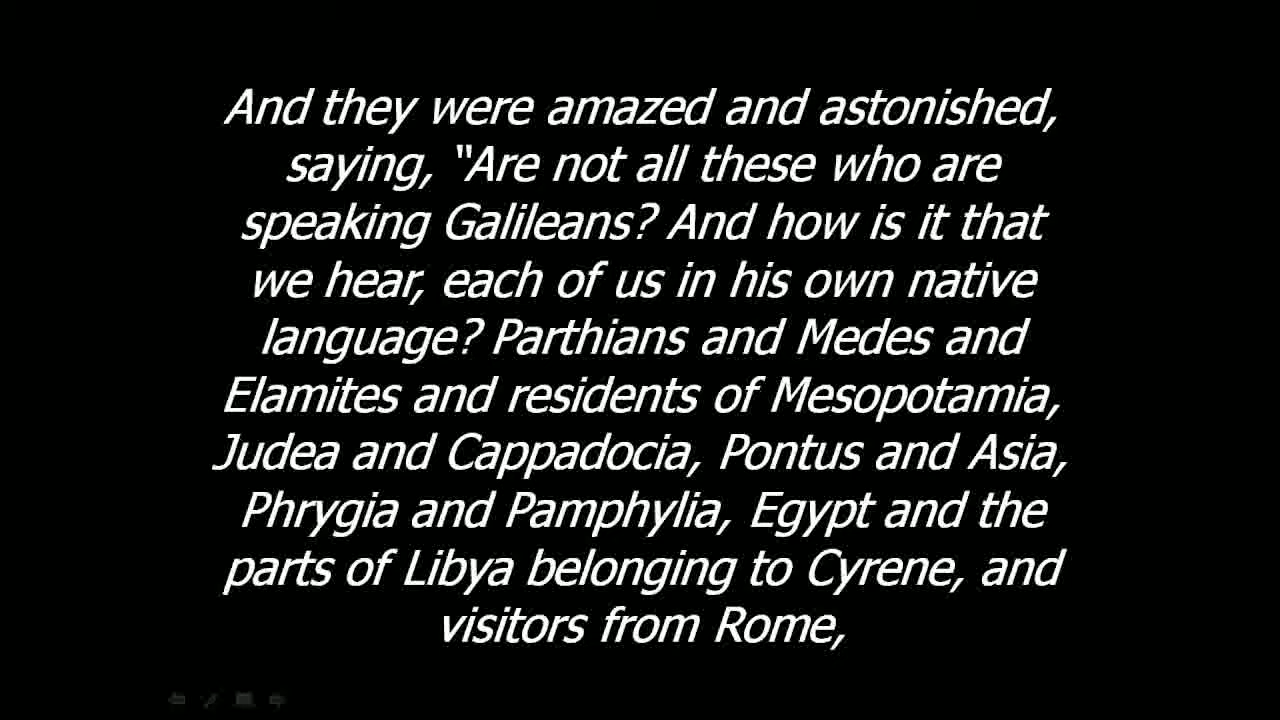 And they were amazed and astonished,
saying, “Are not all these who are
speaking Galileans? And how is it that
we hear, each of us in his own native
language? Parthians and Medes and
Elamites and residents of Mesopotamia,
Judea and Cappadocia, Pontus and Asia,
Phrygia and Pamphylia, Egypt and the
parts of Libya belonging to Cyrene, and
visitors from Rome,